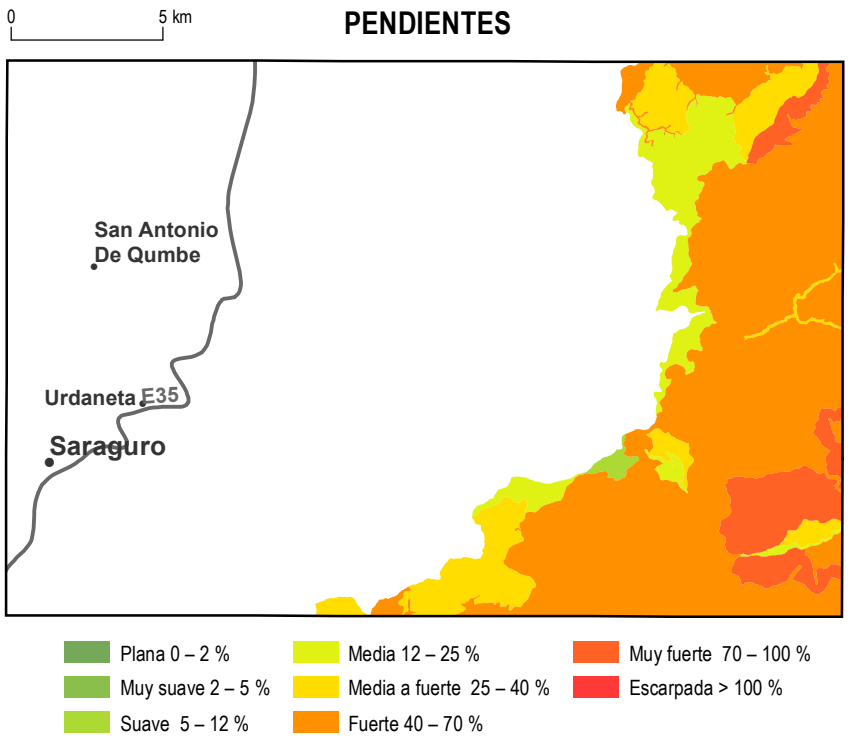 0 5 km
PENDIENTES
San Antonio
De Qumbe
Urdaneta
E35
Saraguro
Plana 0 – 2 %
Muy suave 2 – 5 %
Suave 5 – 12 %
Media 12 – 25 %
Media a fuerte 25 – 40 %
Fuerte 40 – 70 %
Muy fuerte 70 – 100 %
Escarpada > 100 %